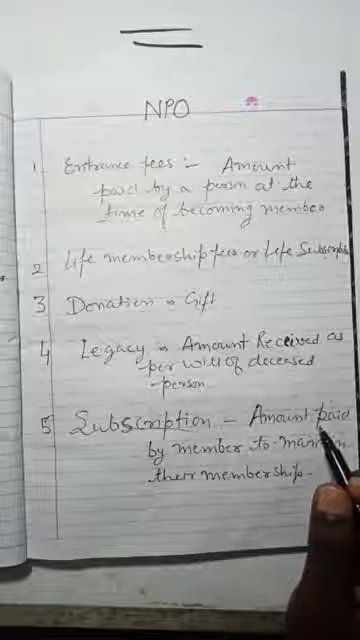 NPO
1. Entrance fees :- Amount
paid by a person at the
time of becoming member
2 Life membership fees or Life Subscription
3 Donation → Gift
4 Legacy → Amount Received as
per will of deceased
person
5 Subscription - Amount paid
by member to
their membership.